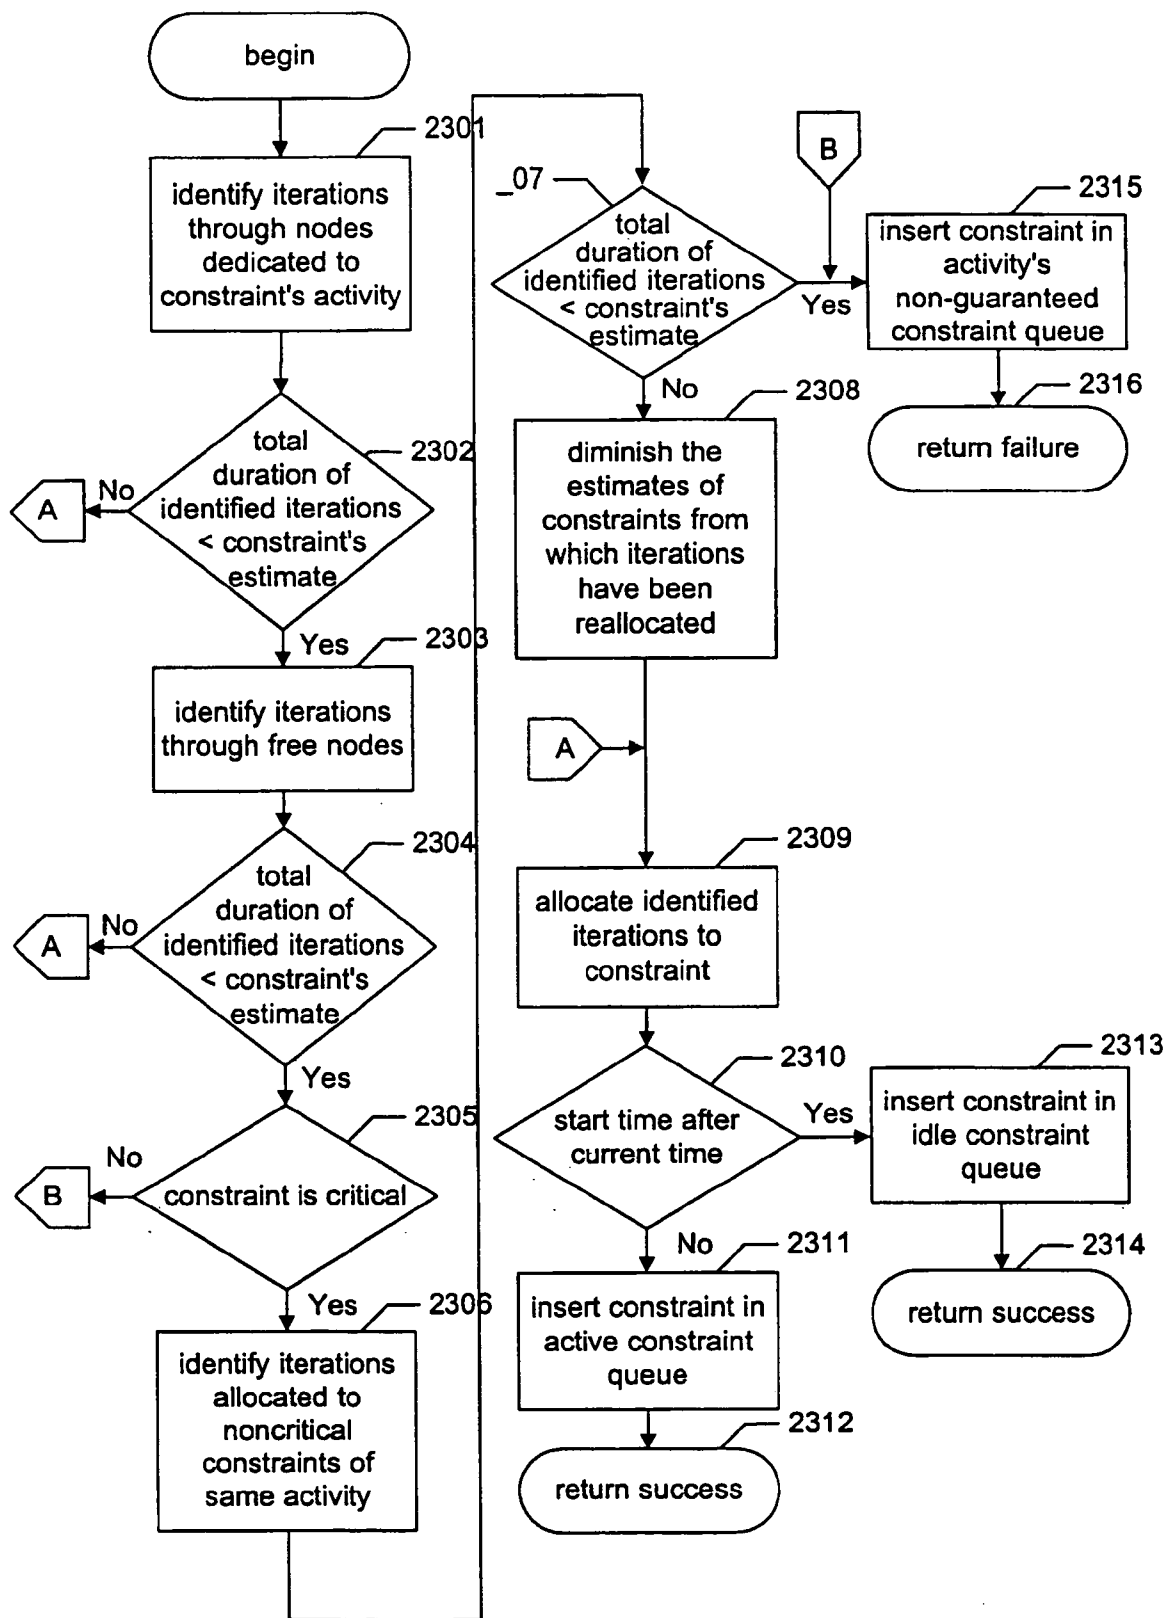 begin
2301
identify iterations
through nodes
dedicated to
constraint's activity
2302
total
duration of
identified iterations
< constraint's
estimate
No
A
Yes
2303
identify iterations
through free nodes
2304
total
duration of
identified iterations
< constraint's
estimate
No
A
Yes
2305
constraint is critical
No
B
Yes
2306
identify iterations
allocated to
noncritical
constraints of
same activity
_07
total
duration of
identified iterations
< constraint's
estimate
B
Yes
2315
insert constraint in
activity's
non-guaranteed
constraint queue
2316
return failure
No
2308
diminish the
estimates of
constraints from
which iterations
have been
reallocated
A
2309
allocate identified
iterations to
constraint
2310
start time after
current time
Yes
2313
insert constraint in
idle constraint
queue
2314
return success
No
2311
insert constraint in
active constraint
queue
2312
return success